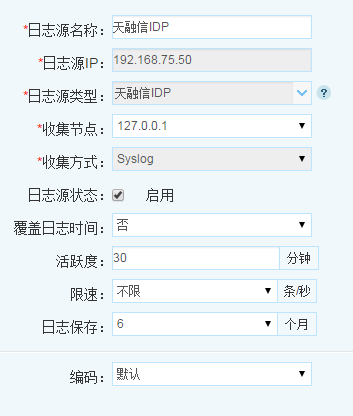 *日志源名称： 天融信IDP
*日志源IP： 192.168.75.50
*日志源类型： 天融信IDP ?
*收集节点： 127.0.0.1
*收集方式： Syslog
日志源状态： 启用
覆盖日志时间： 否
活跃度： 30 分钟
限速： 不限 条/秒
日志保存： 6 个月
编码： 默认